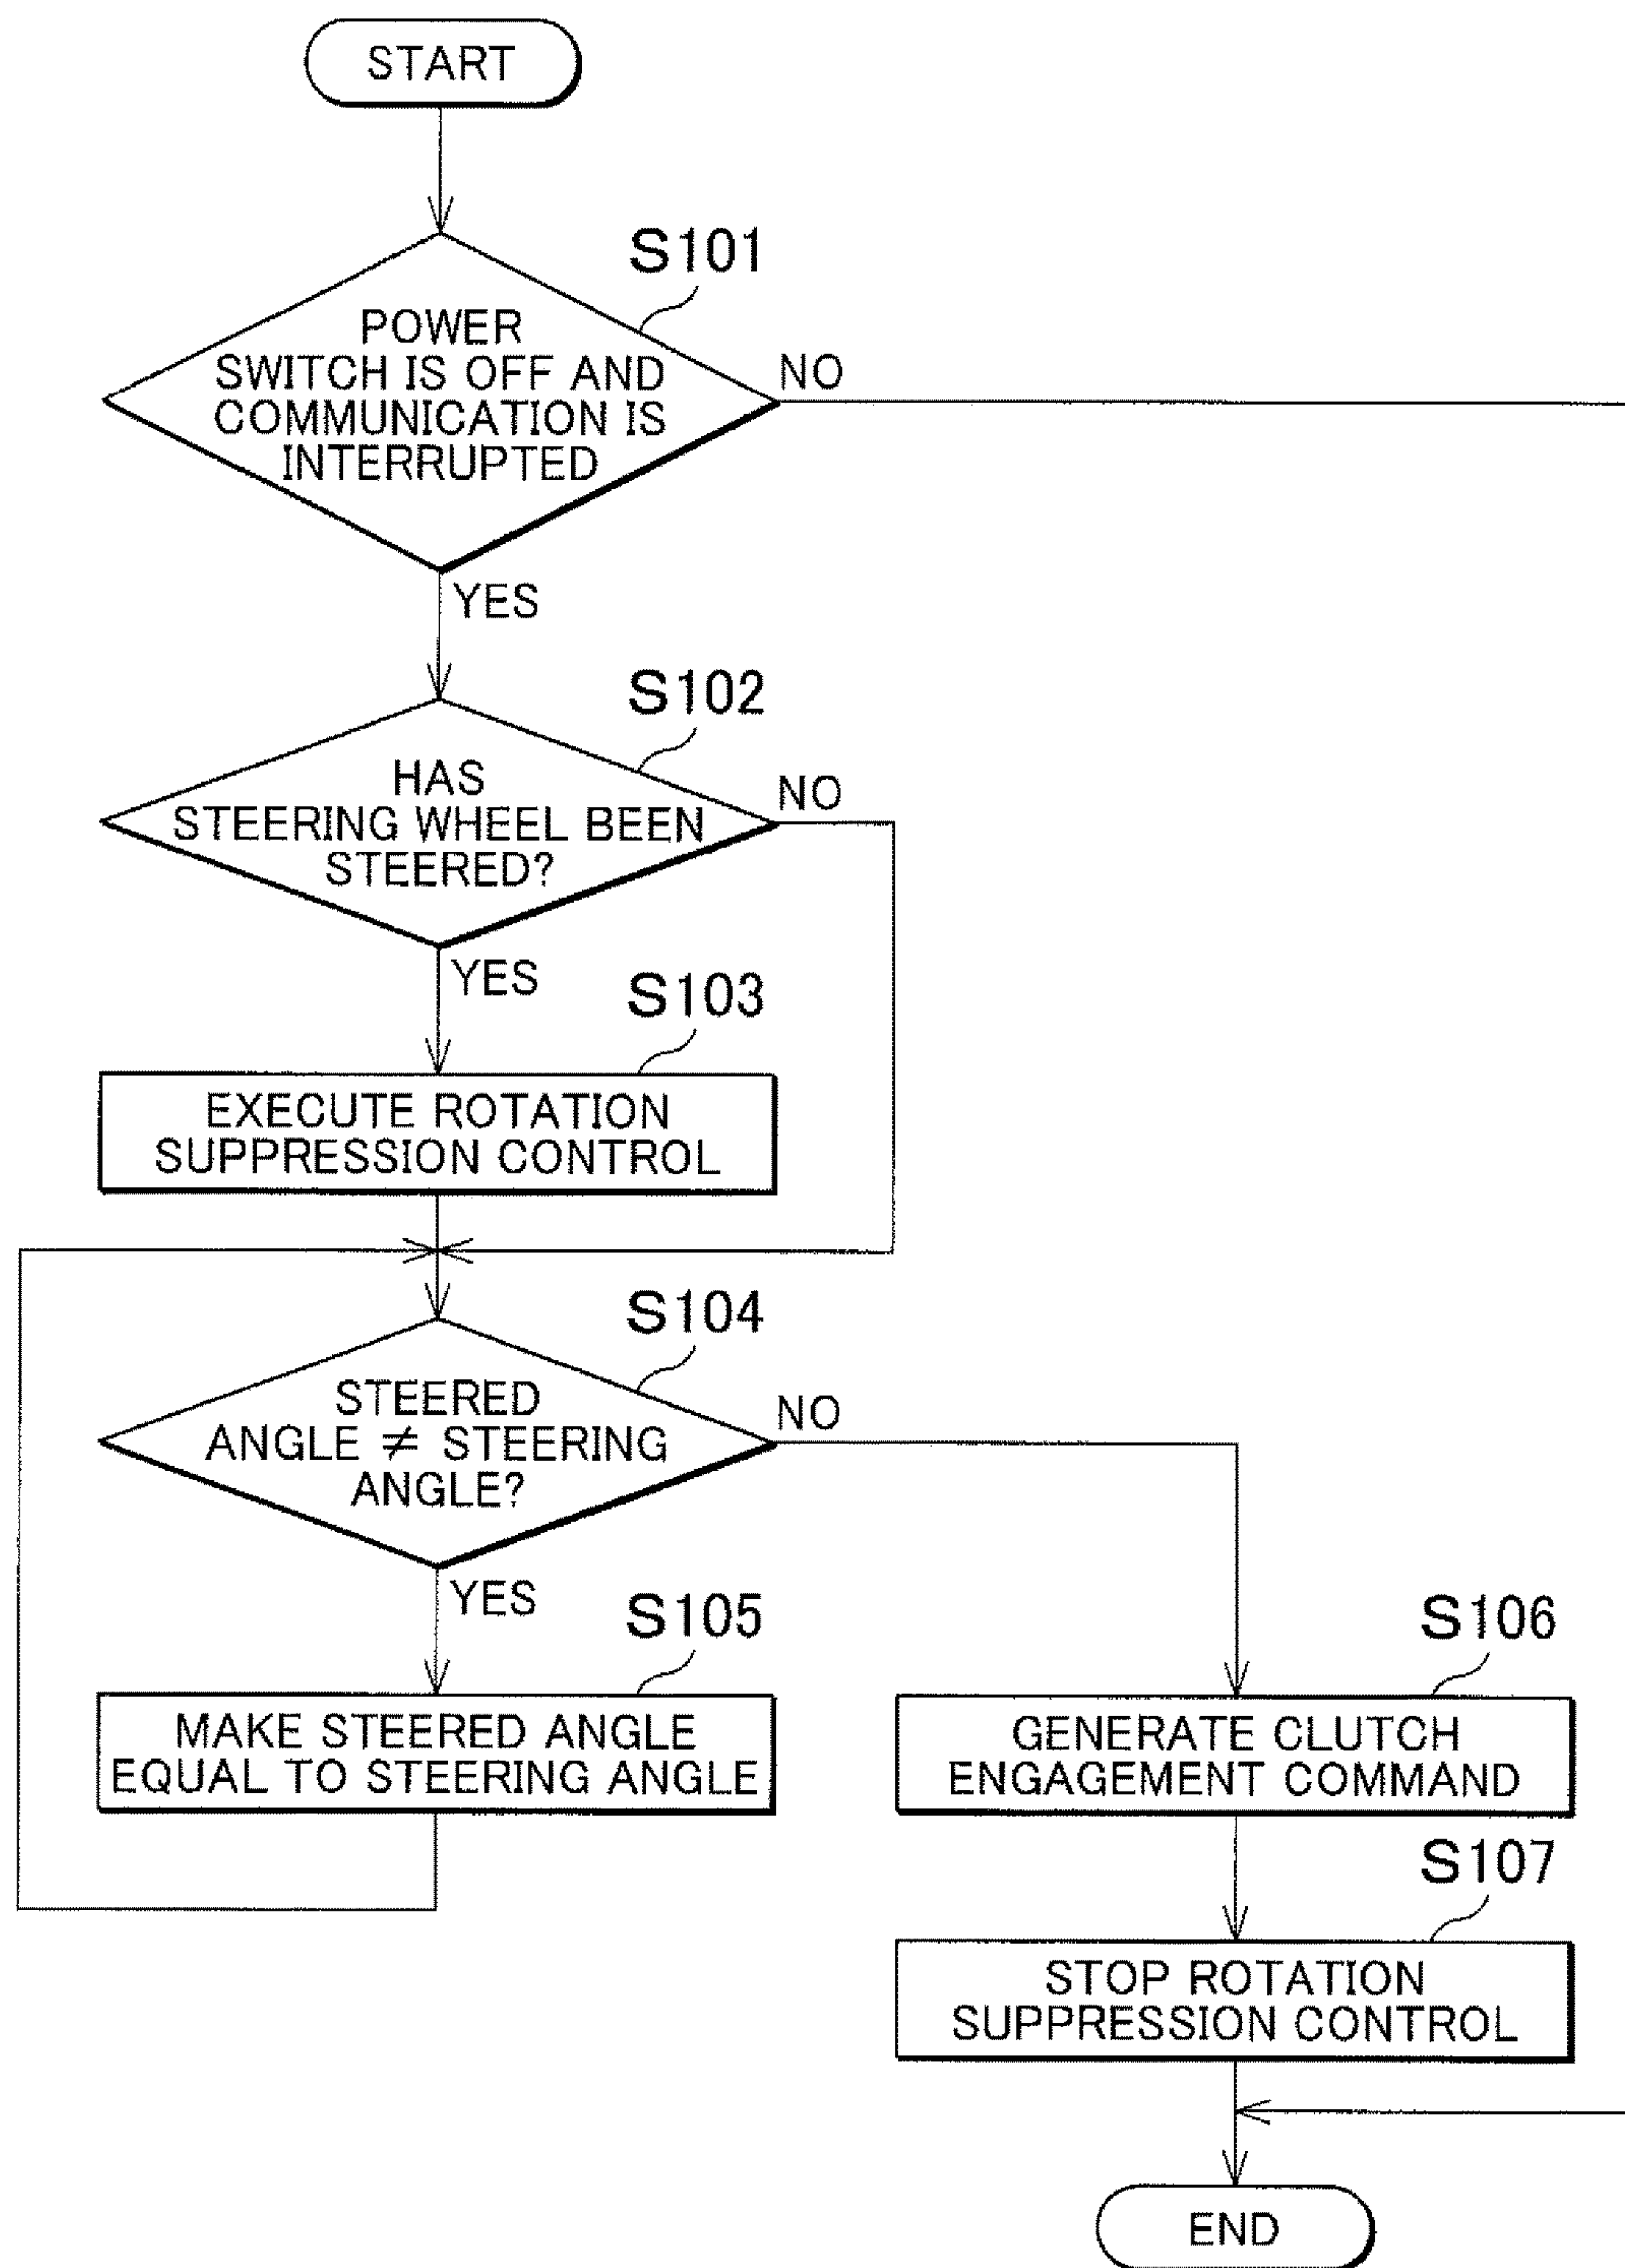 START
S101
POWER
SWITCH IS OFF AND
COMMUNICATION IS
INTERRUPTED
NO
YES
S102
HAS
STEERING WHEEL BEEN
STEERED?
NO
YES
S103
EXECUTE ROTATION
SUPPRESSION CONTROL
S104
STEERED
ANGLE ≠ STEERING
ANGLE?
NO
YES
S105
MAKE STEERED ANGLE
EQUAL TO STEERING ANGLE
S106
GENERATE CLUTCH
ENGAGEMENT COMMAND
S107
STOP ROTATION
SUPPRESSION CONTROL
END